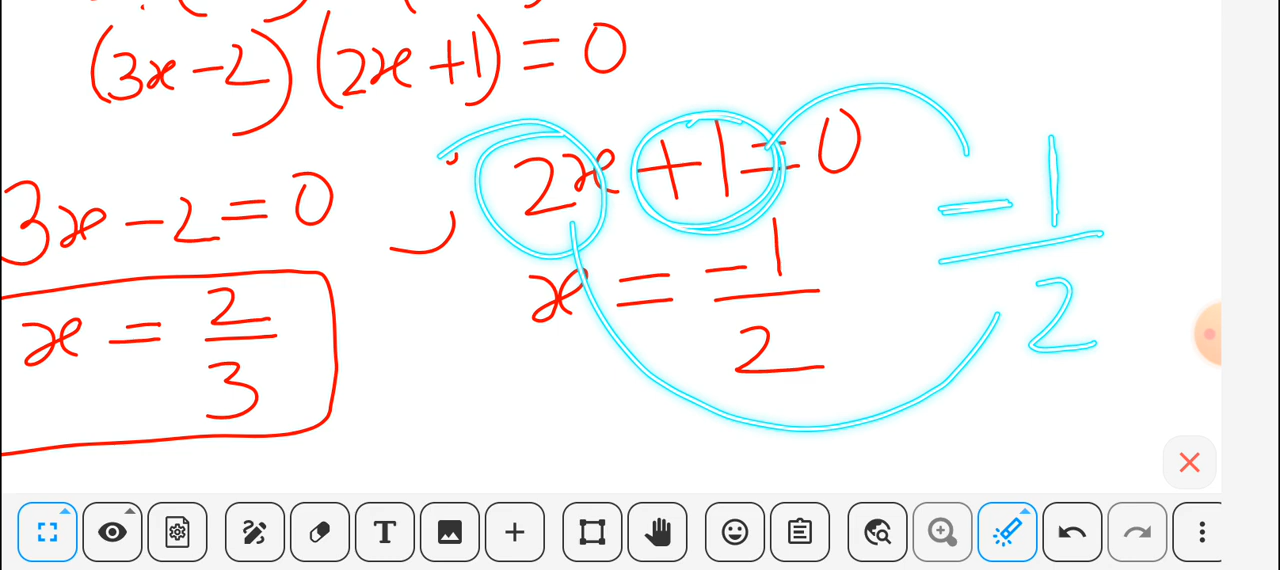 (3x-2)(2x+1)=0
3x-2=0 ; 2x+1=0
x = 2/3
x = -1/2
-1/2
T